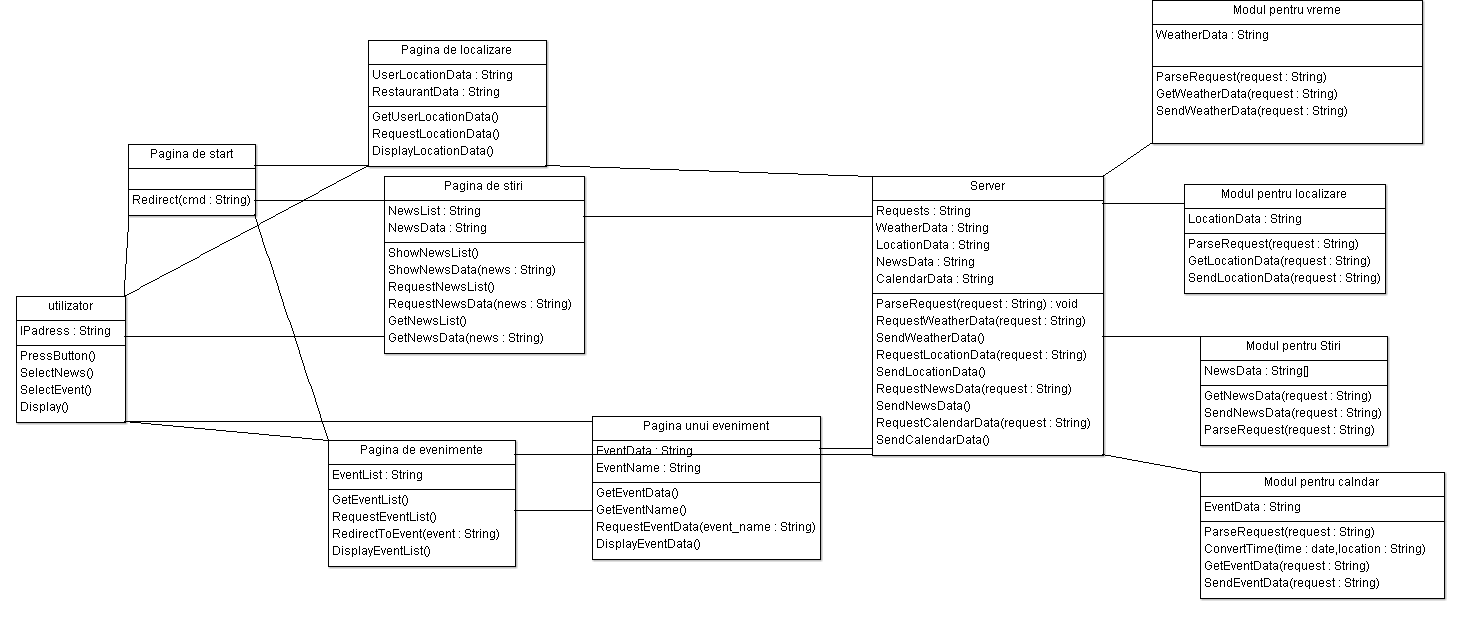 Modul pentru vreme
WeatherData : String
ParseRequest(request : String)
GetWeatherData(request : String)
SendWeatherData(request : String)
Pagina de localizare
UserLocationData : String
RestaurantData : String
GetUserLocationData()
RequestLocationData()
DisplayLocationData()
Pagina de start
Redirect(cmd : String)
Pagina de stiri
NewsList : String
NewsData : String
ShowNewsList()
ShowNewsData(news : String)
RequestNewsList()
RequestNewsData(news : String)
GetNewsList()
GetNewsData(news : String)
Server
Requests : String
WeatherData : String
LocationData : String
NewsData : String
CalendarData : String
ParseRequest(request : String) : void
RequestWeatherData(request : String)
SendWeatherData()
RequestLocationData(request : String)
SendLocationData()
RequestNewsData(request : String)
SendNewsData()
RequestCalendarData(request : String)
SendCalendarData()
Modul pentru localizare
LocationData : String
ParseRequest(request : String)
GetLocationData(request : String)
SendLocationData(request : String)
utilizator
IPadress : String
PressButton()
SelectNews()
SelectEvent()
Display()
Modul pentru Stiri
NewsData : String[]
GetNewsData(request : String)
SendNewsData(request : String)
ParseRequest(request : String)
Pagina de evenimente
EventList : String
GetEventList()
RequestEventList()
RedirectToEvent(event : String)
DisplayEventList()
Pagina unui eveniment
EventData : String
EventName : String
GetEventData()
GetEventName()
RequestEventData(event_name : String)
DisplayEventData()
Modul pentru calndar
EventData : String
ParseRequest(request : String)
ConvertTime(time : date,location : String)
GetEventData(request : String)
SendEventData(request : String)